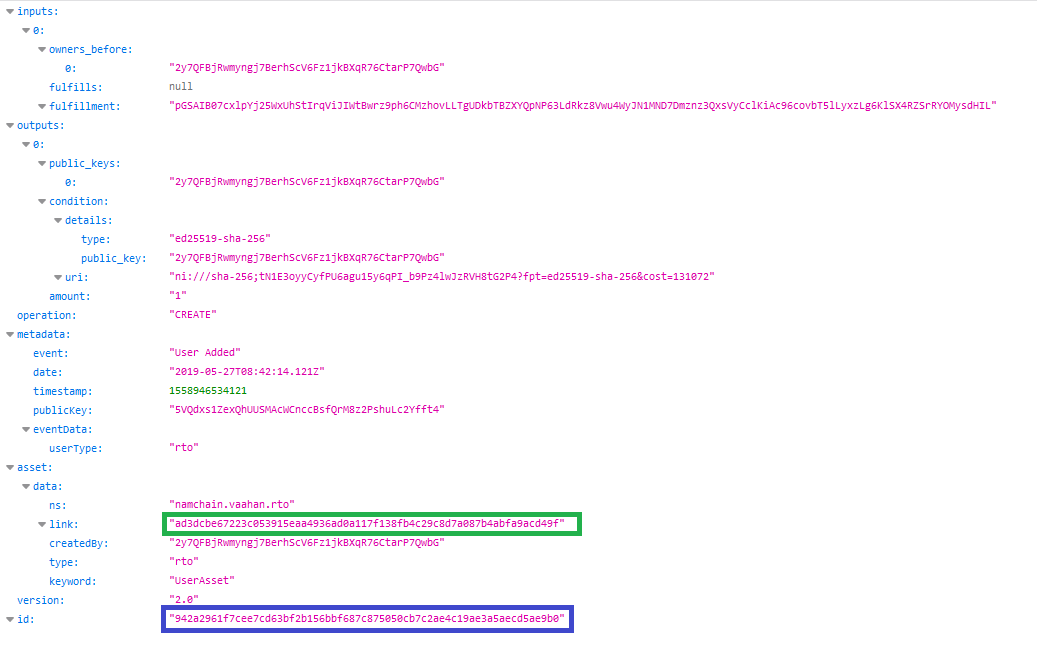 inputs:
0:
owners_before:
0: "2y7QFBjRwmyngj7BerhScV6Fz1jkBXqR76CtarP7QwbG"
fulfills: null
fulfillment: "pGSAIB07cxlpYj25WxUhStIrqViJIWtBwrz9ph6CMzhovLLTgUDkbTBZXYQpNP63LdRkz8Vwu4WyJN1MND7Dmznz3QxsVyCclKiAc96covbT5lLyxzLg6KlSX4RZSrRYOMysdHIL"
outputs:
0:
public_keys:
0: "2y7QFBjRwmyngj7BerhScV6Fz1jkBXqR76CtarP7QwbG"
condition:
details:
type: "ed25519-sha-256"
public_key: "2y7QFBjRwmyngj7BerhScV6Fz1jkBXqR76CtarP7QwbG"
uri: "ni:///sha-256;tN1E3oyyCyfPU6agu15y6qPI_b9Pz4lwJzRVH8tG2P4?fpt=ed25519-sha-256&cost=131072"
amount: "1"
operation: "CREATE"
metadata:
event: "User Added"
date: "2019-05-27T08:42:14.121Z"
timestamp: 1558946534121
publicKey: "5VQdxs1ZexQhUUSMAcWCnccBsfQrM8z2PshuLc2Yfft4"
eventData:
userType: "rto"
asset:
data:
ns: "namchain.vaahan.rto"
link: "ad3dcbe67223c053915eaa4936ad0a117f138fb4c29c8d7a087b4abfa9acd49f"
createdBy: "2y7QFBjRwmyngj7BerhScV6Fz1jkBXqR76CtarP7QwbG"
type: "rto"
keyword: "UserAsset"
version: "2.0"
id: "942a2961f7cee7cd63bf2b156bbf687c875050cb7c2ae4c19ae3a5aecd5ae9b0"